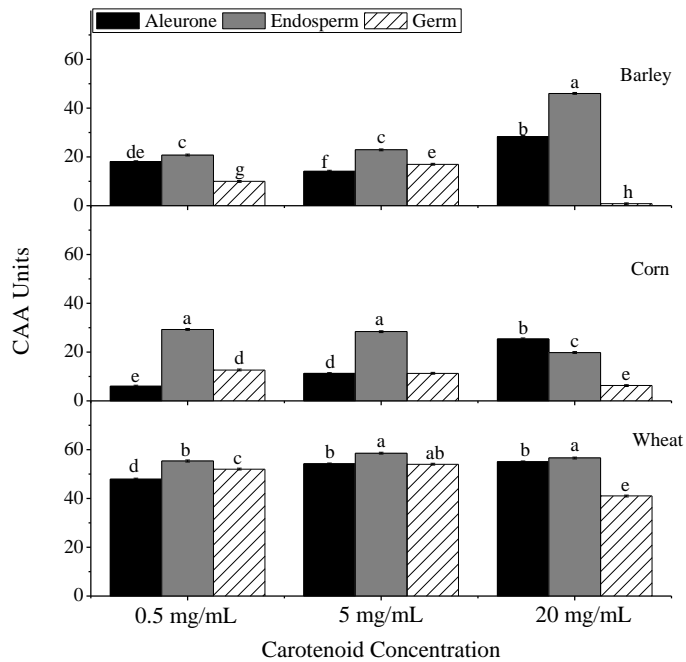 Aleurone Endosperm Germ
Barley
60
40
20
0
de c g f c e b a h
Corn
60
40
20
0
e a d d a b c e
Wheat
60
40
20
0
d b c b a ab b a e
0.5 mg/mL 5 mg/mL 20 mg/mL
Carotenoid Concentration
CAA Units